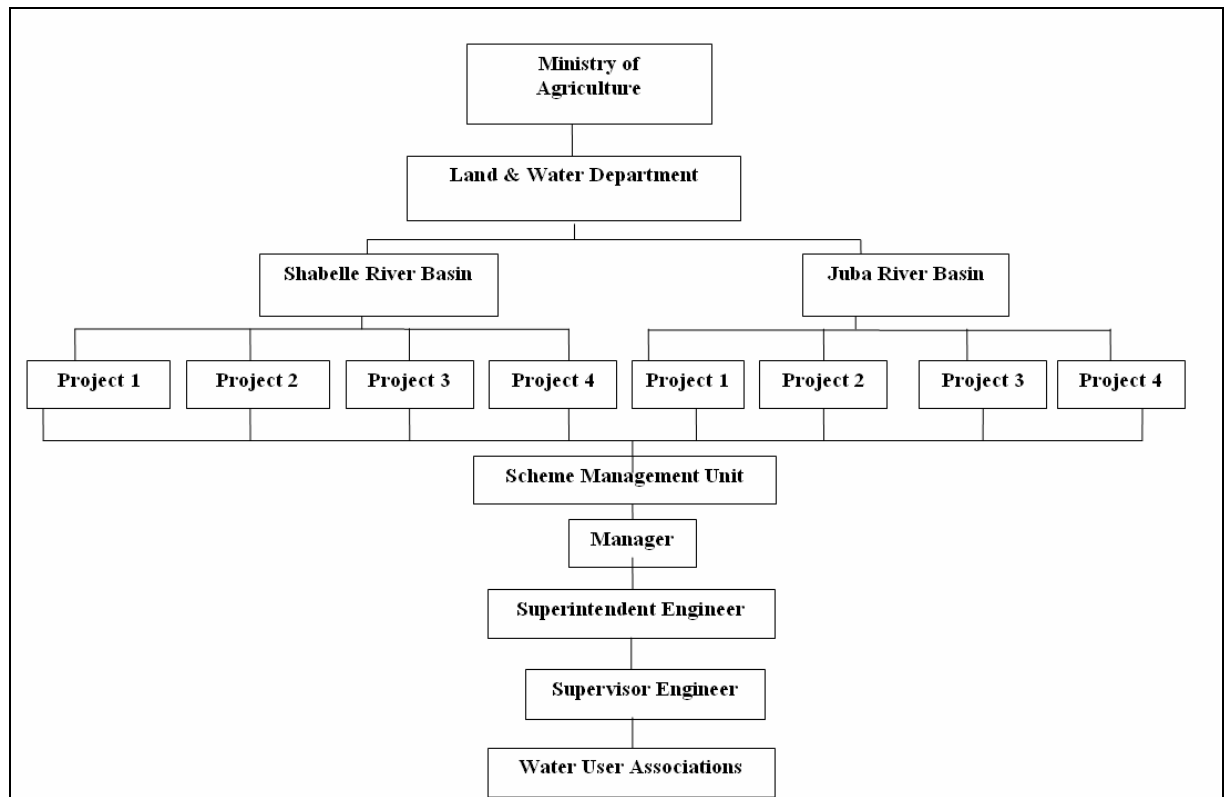 Ministry of
Agriculture
Land & Water Department
Shabelle River Basin
Juba River Basin
Project 1
Project 2
Project 3
Project 4
Project 1
Project 2
Project 3
Project 4
Scheme Management Unit
Manager
Superintendent Engineer
Supervisor Engineer
Water User Associations